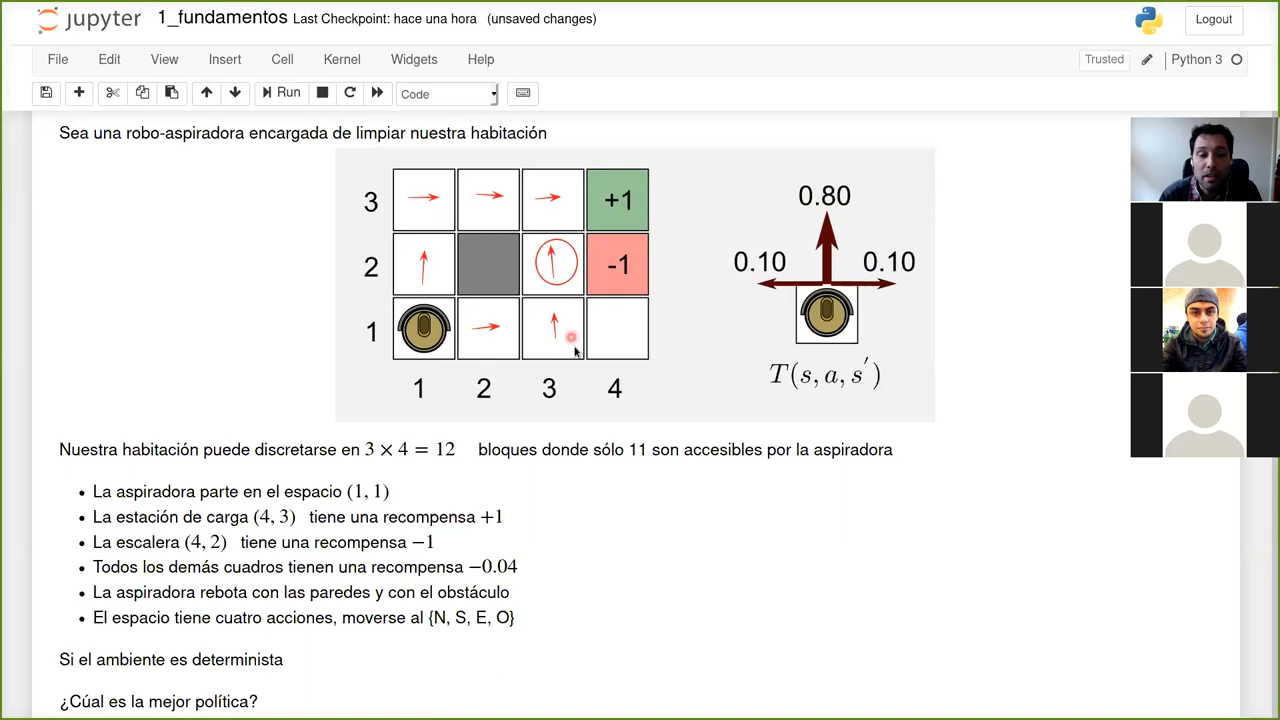 jupyter 1_fundamentos Last Checkpoint: hace una hora (unsaved changes) Logout
File Edit View Insert Cell Kernel Widgets Help Trusted Python 3
Run Code
Sea una robo-aspiradora encargada de limpiar nuestra habitación
3 +1
2 -1
1
1 2 3 4
0.80
0.10 0.10
T(s, a, s')
Nuestra habitación puede discretarse en 3 × 4 = 12 bloques donde sólo 11 son accesibles por la aspiradora
• La aspiradora parte en el espacio (1, 1)
• La estación de carga (4, 3) tiene una recompensa +1
• La escalera (4, 2) tiene una recompensa −1
• Todos los demás cuadros tienen una recompensa −0.04
• La aspiradora rebota con las paredes y con el obstáculo
• El espacio tiene cuatro acciones, moverse al {N, S, E, O}
Si el ambiente es determinista
¿Cúal es la mejor política?